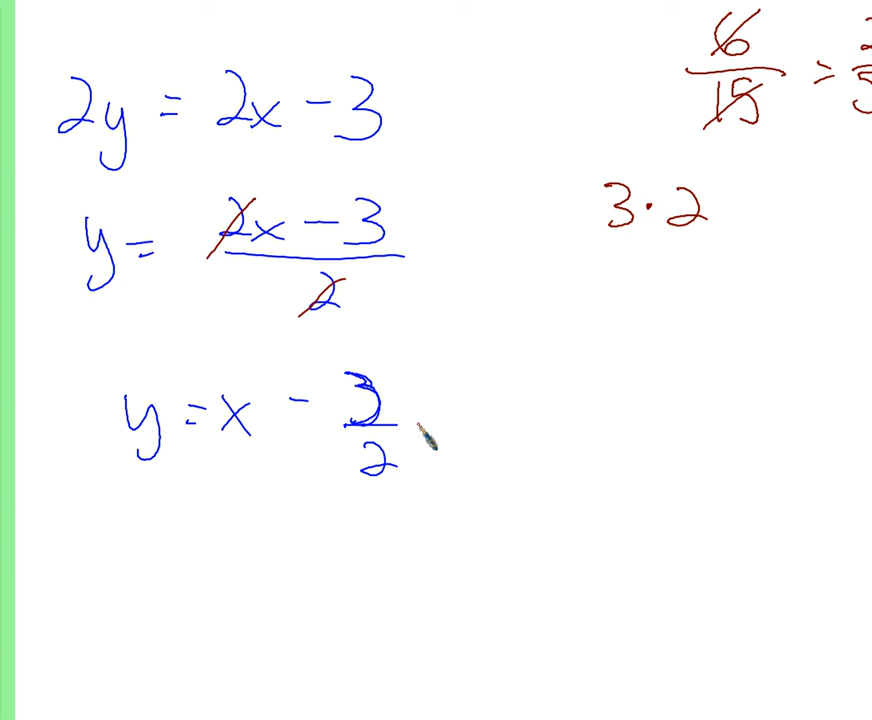 2y = 2x - 3
y = 2x - 3 / 2
y = x - 3/2
6/15 =
3 · 2